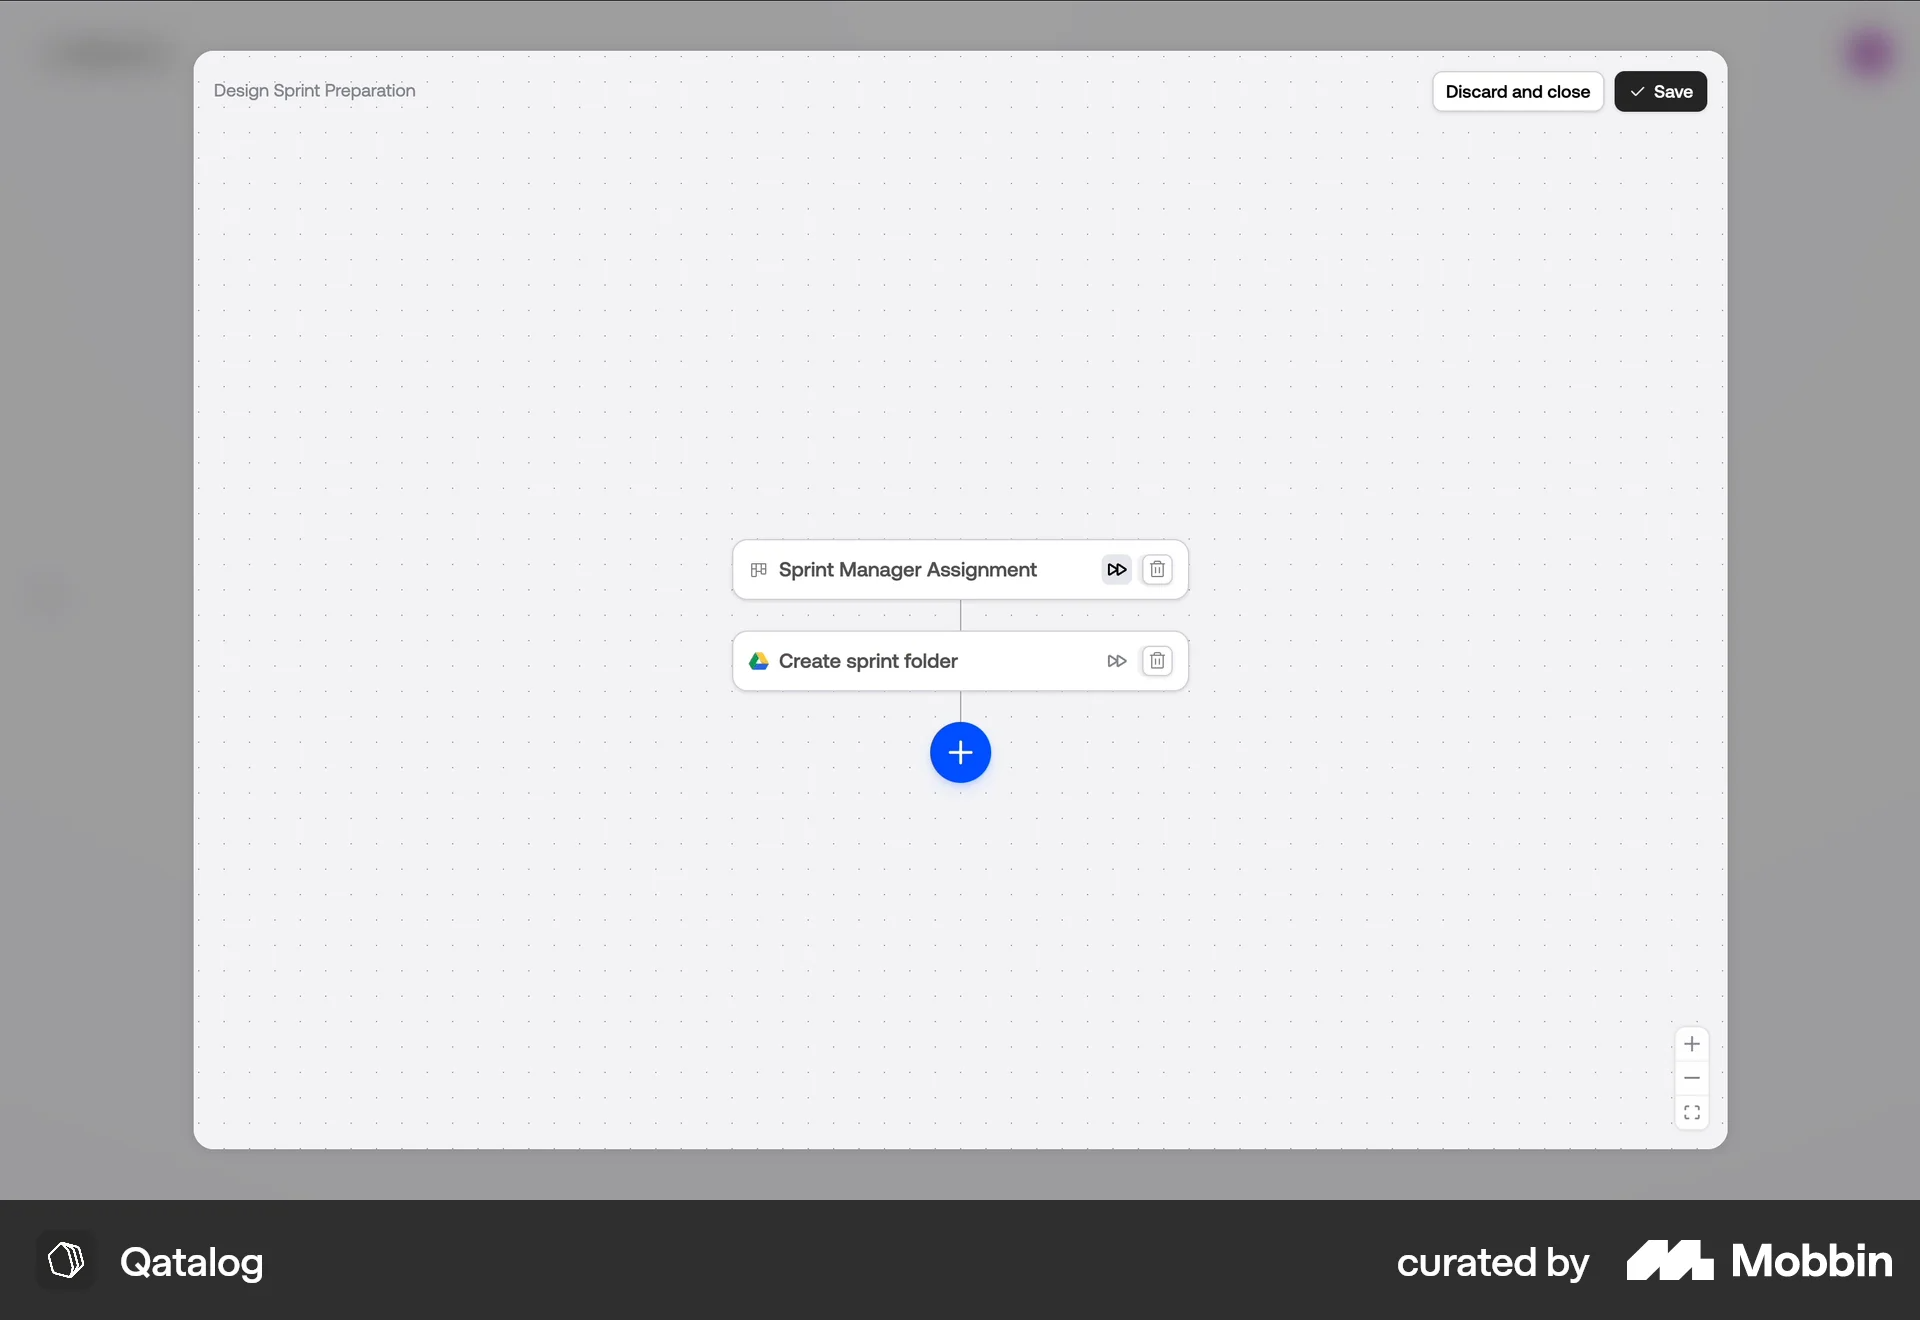 Design Sprint Preparation
Discard and close
Save
Sprint Manager Assignment
Create sprint folder
Qatalog
curated by
Mobbin